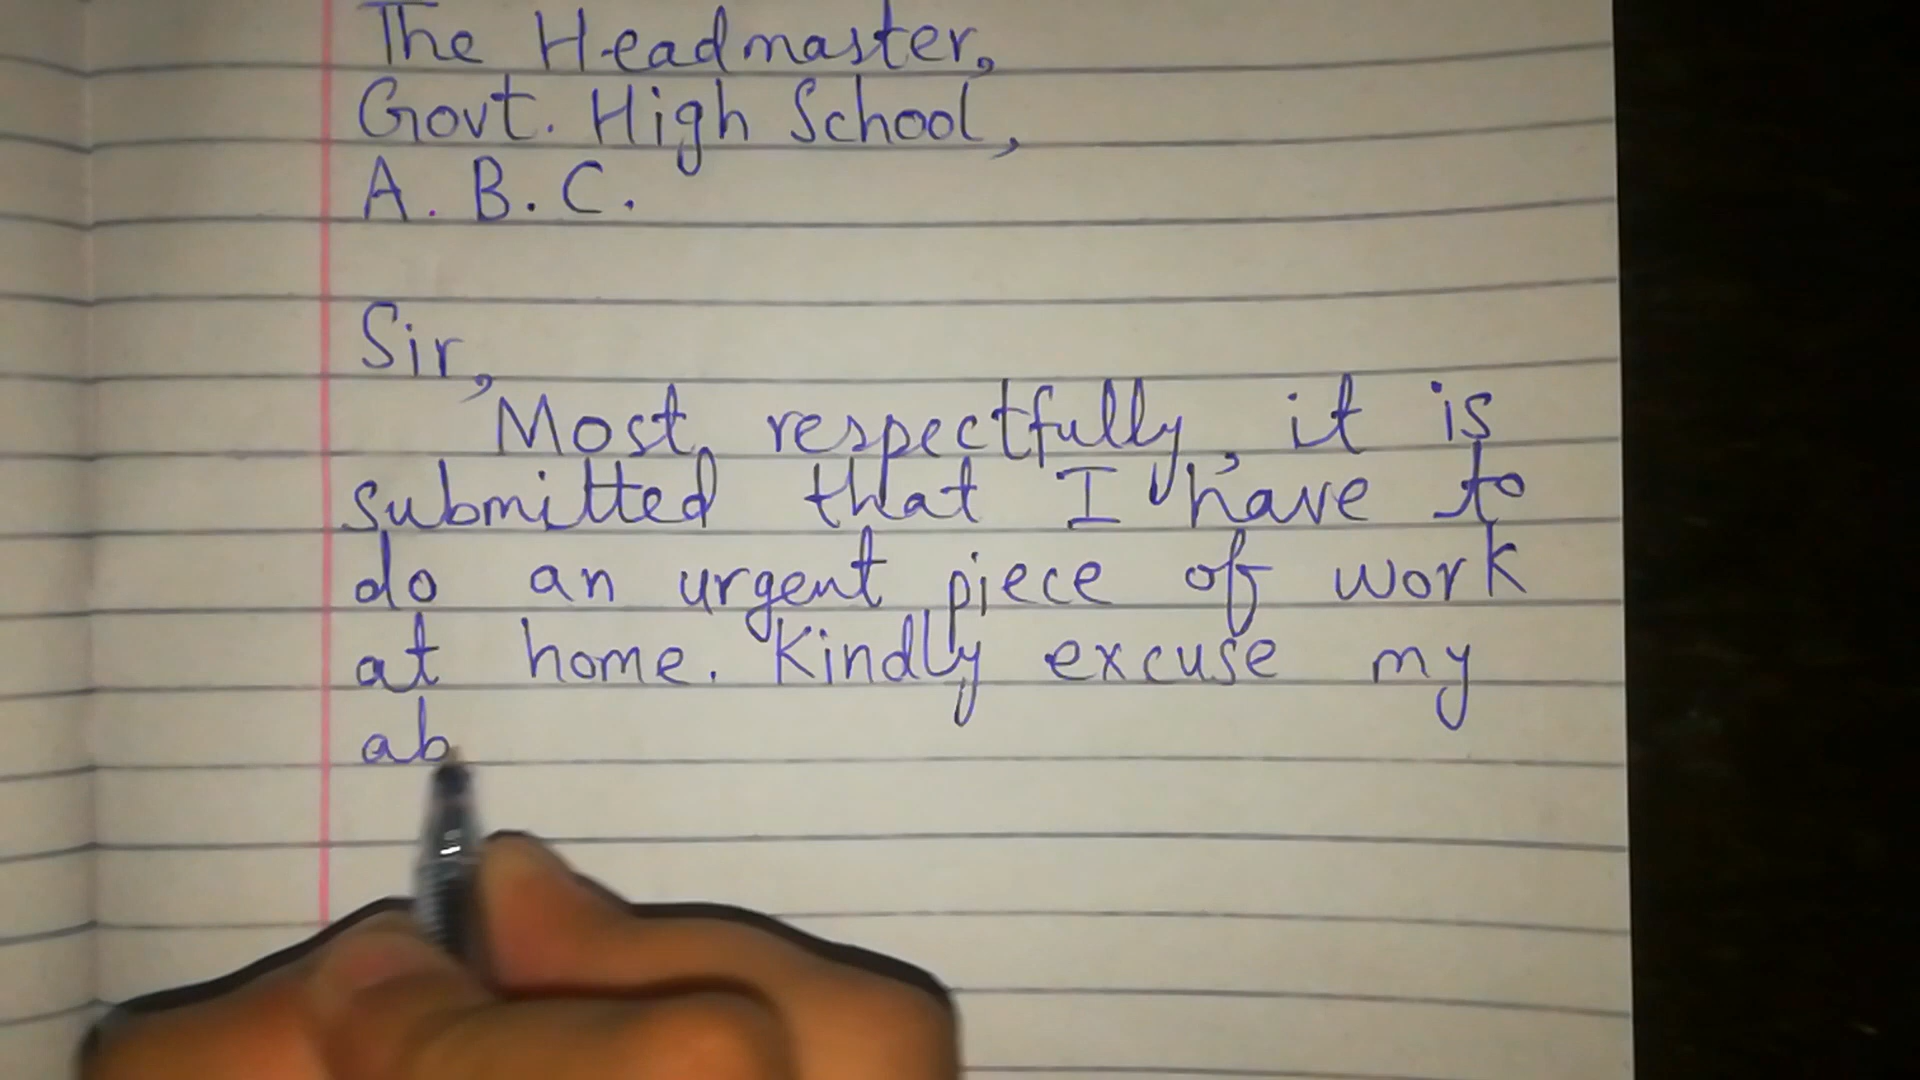 The Headmaster,
Govt. High School,
A. B. C.
Sir,
Most respectfully, it is
submitted that I have to
do an urgent piece of work
at home. Kindly excuse my
ab